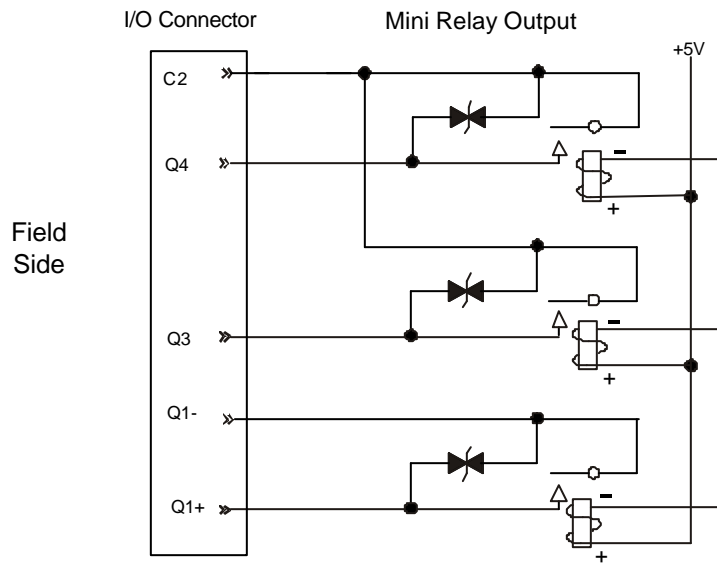 I/O Connector
Mini Relay Output
+5V
C2
Q4
-
+
Field
Side
Q3
-
+
Q1-
Q1+
-
+